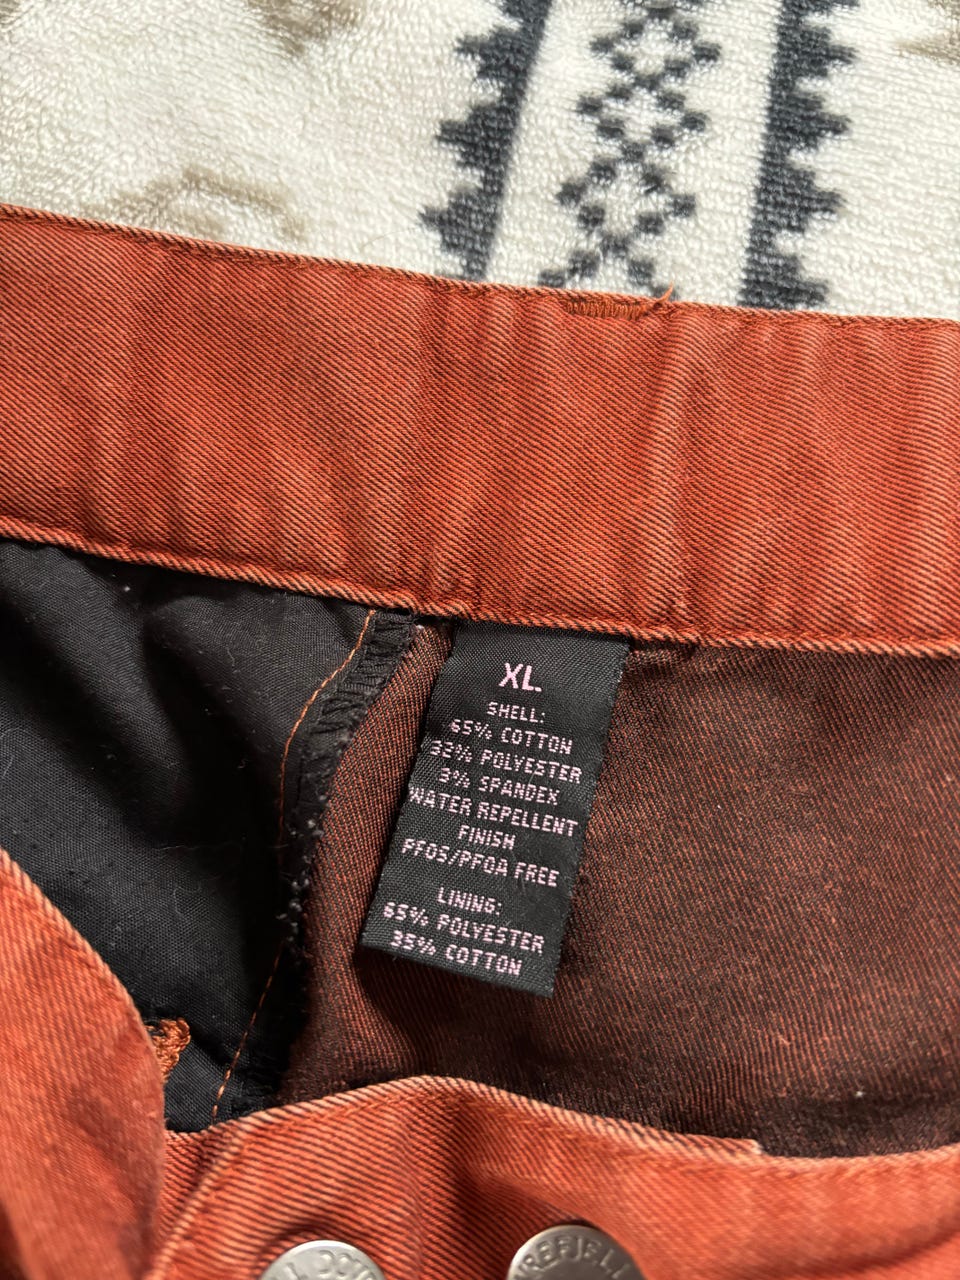 XL
SHELL:
65% COTTON
32% POLYESTER
3% SPANDEX
WATER REPELLENT
FINISH
PFOS/PFOA FREE
LINING:
65% POLYESTER
35% COTTON